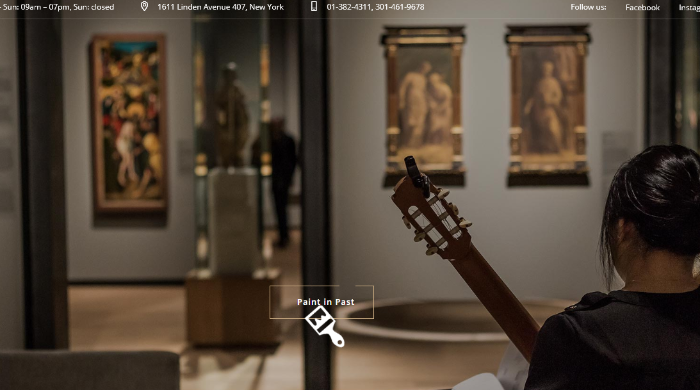 - Sun: 09am – 07pm, Sun: closed
1611 Linden Avenue 407, New York
01-382-4311, 301-461-9678
Follow us:
Facebook
Paint in Past